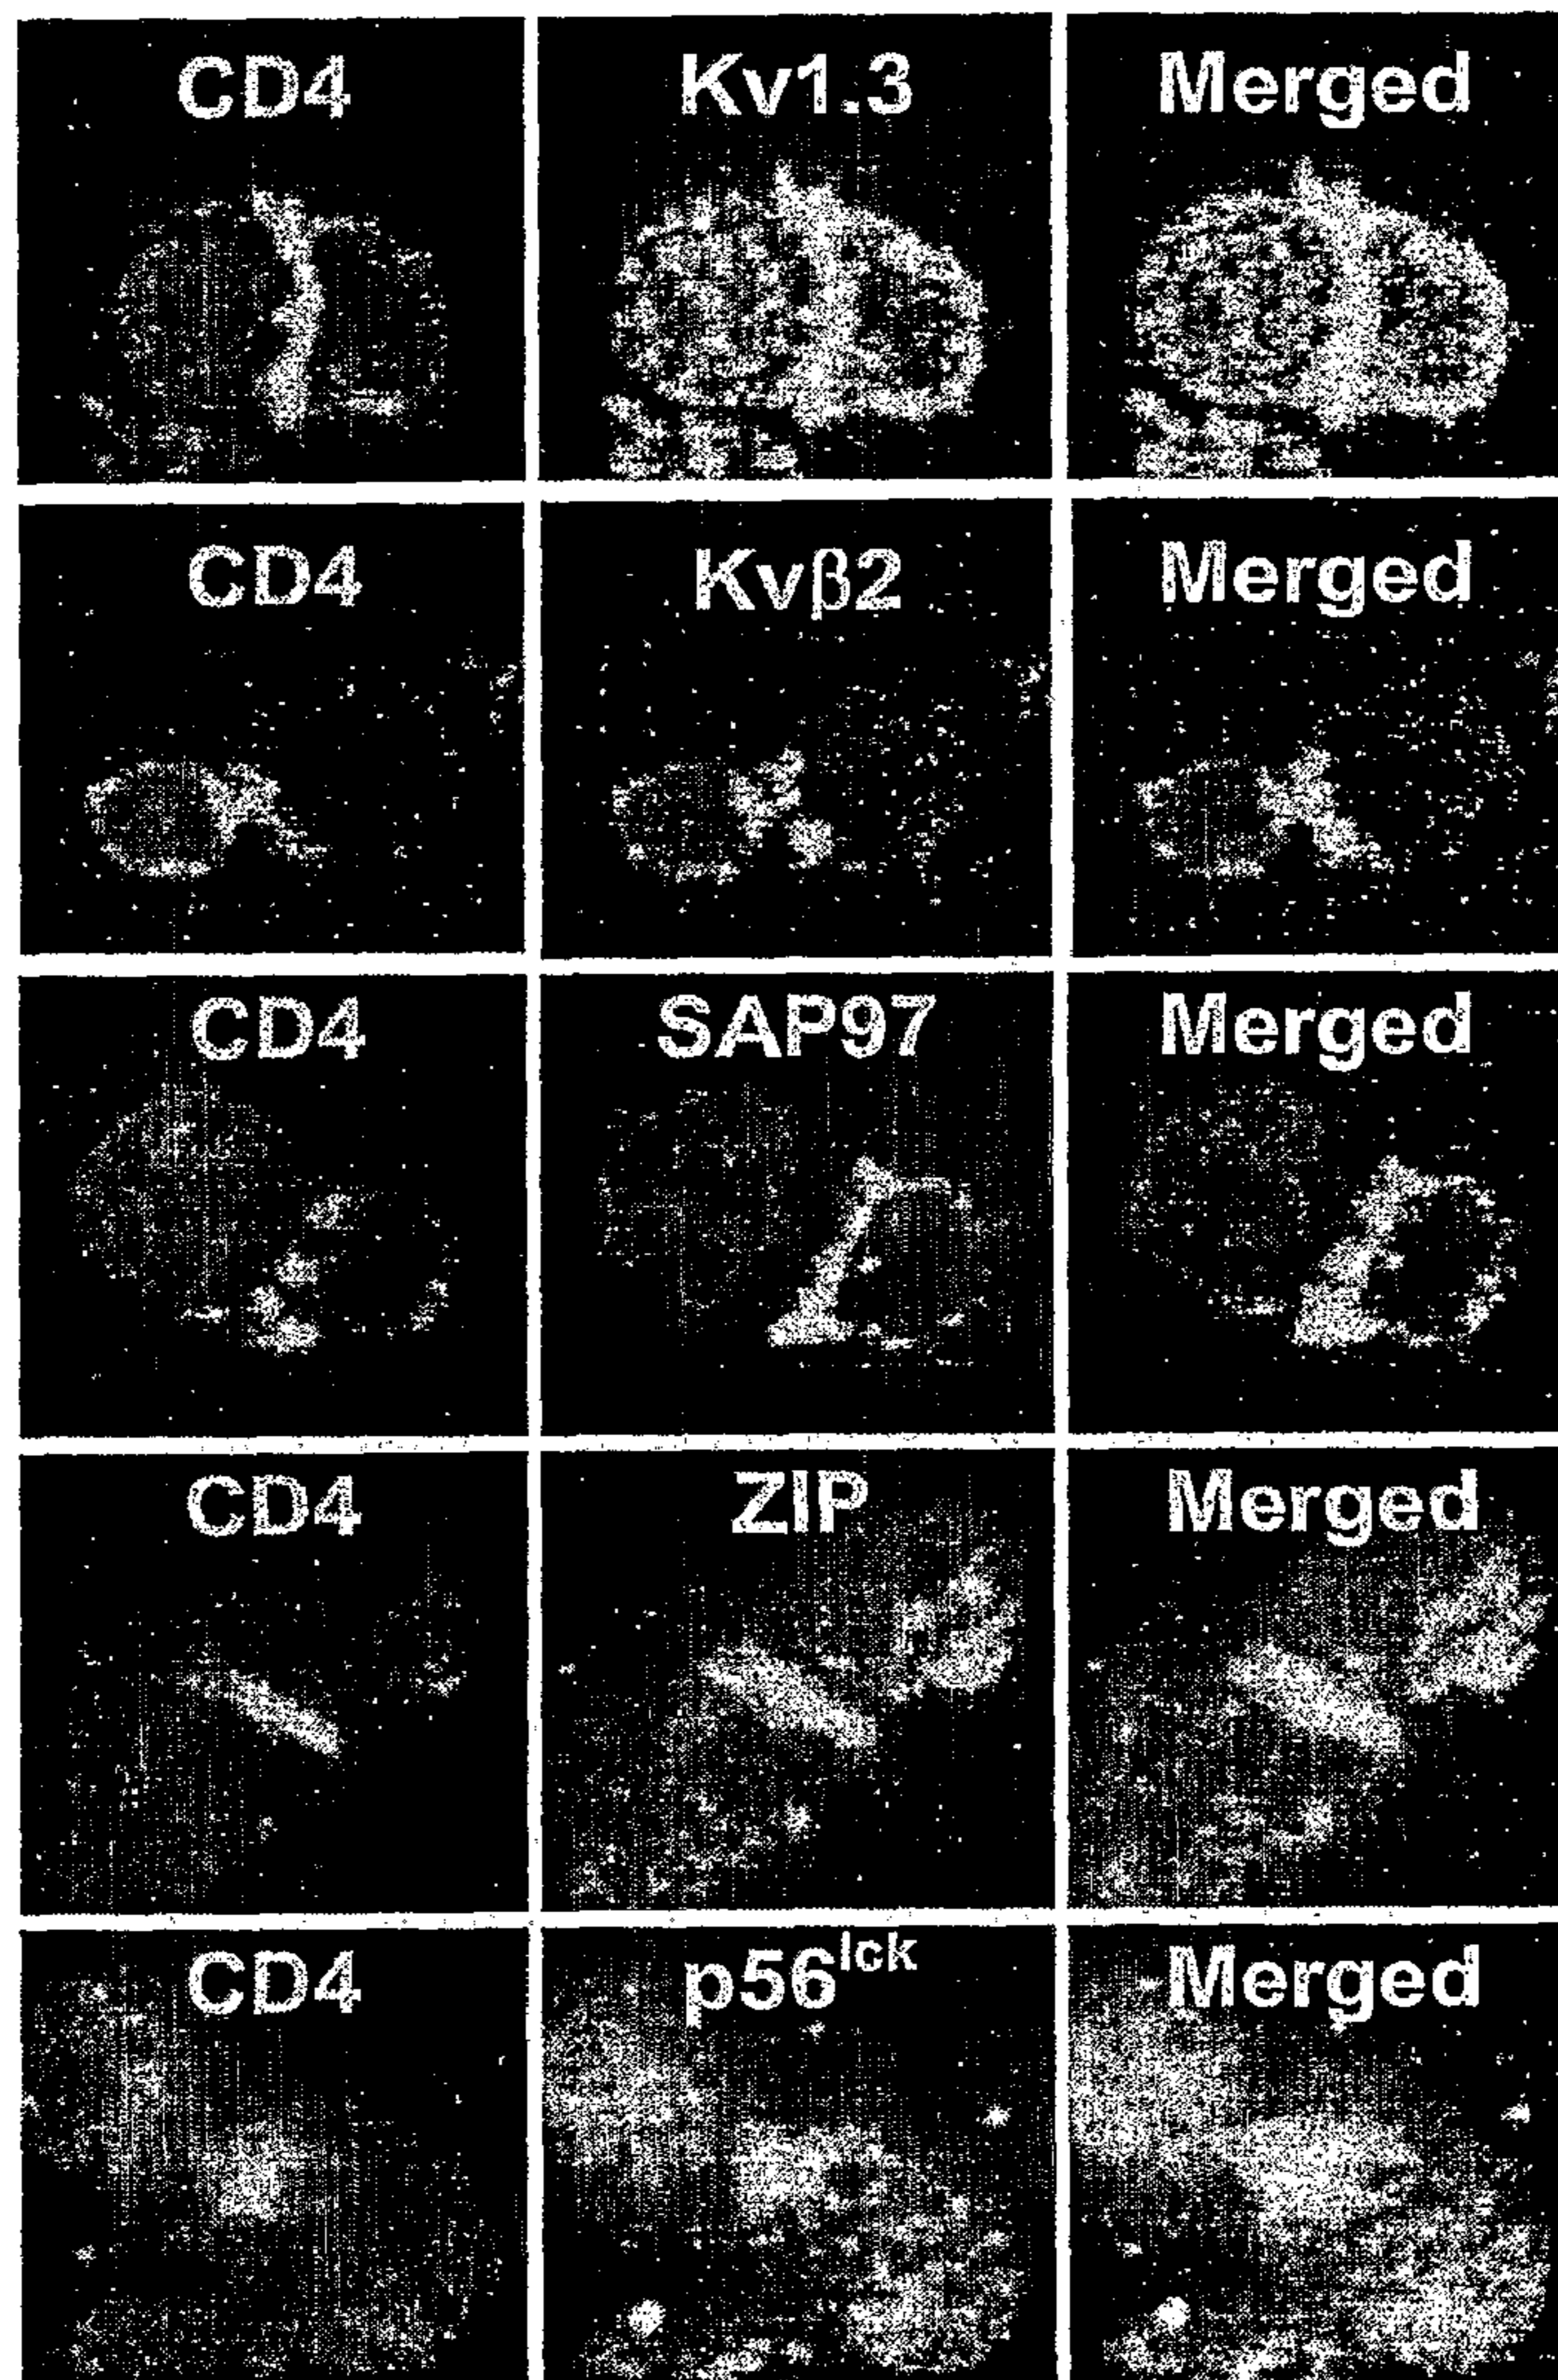 CD4 Kv1.3 Merged
CD4 Kvβ2 Merged
CD4 SAP97 Merged
CD4 ZIP Merged
CD4 p56lck Merged